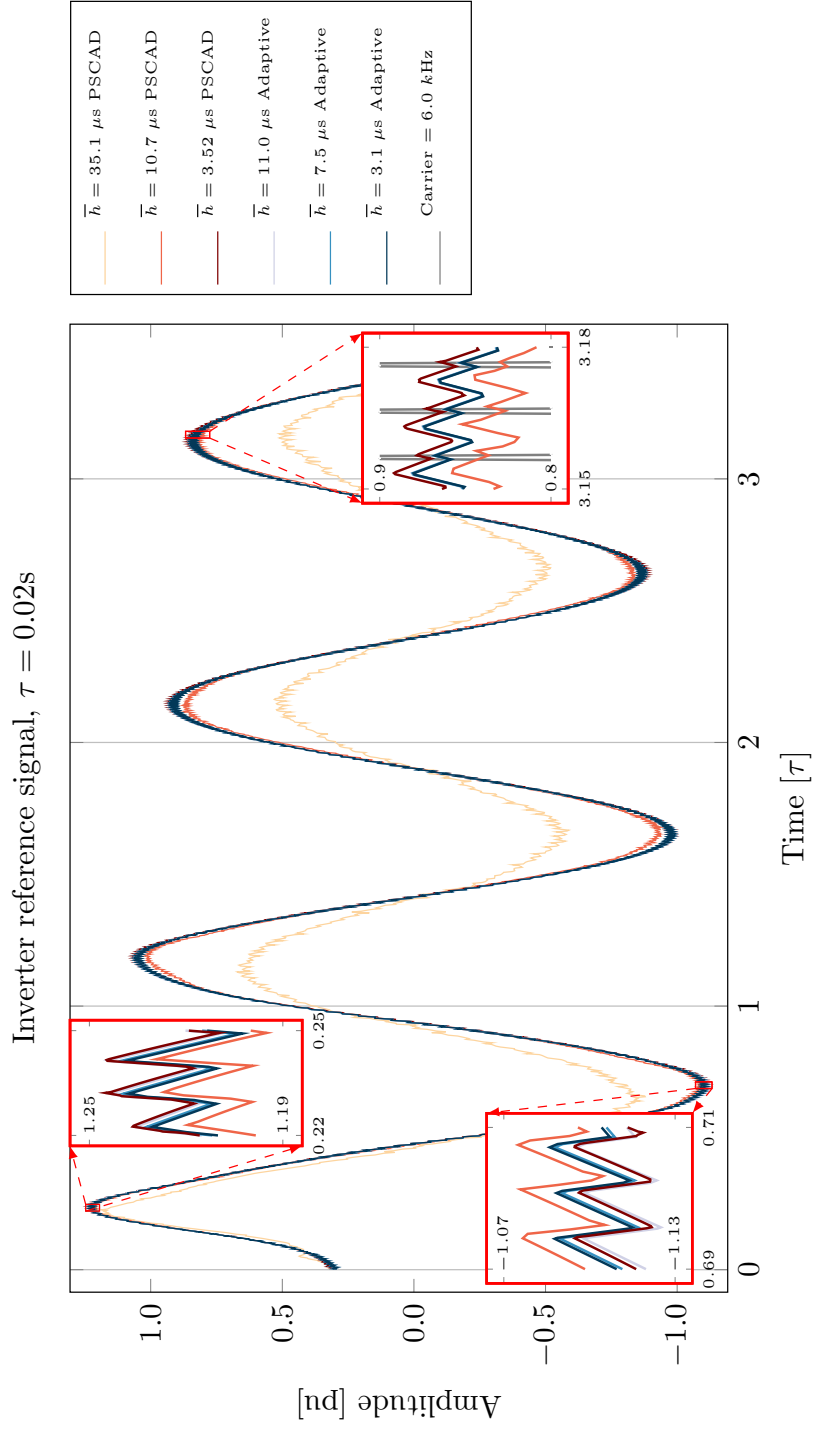 Inverter reference signal, τ = 0.02s
Amplitude [pu]
1.0
0.5
0.0
−0.5
−1.0
0
1
2
3
Time [τ]
1.25
1.19
0.22
0.25
−1.07
−1.13
0.69
0.71
0.9
0.8
3.15
3.18
h̅ = 35.1 µs PSCAD
h̅ = 10.7 µs PSCAD
h̅ = 3.52 µs PSCAD
h̅ = 11.0 µs Adaptive
h̅ = 7.5 µs Adaptive
h̅ = 3.1 µs Adaptive
Carrier = 6.0 kHz